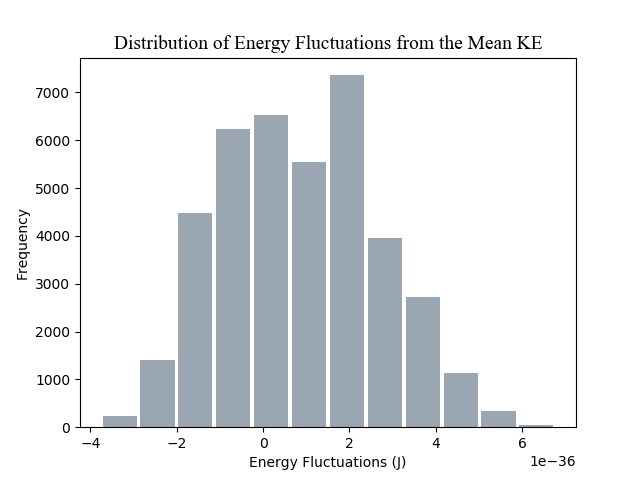 Distribution of Energy Fluctuations from the Mean KE
7000
6000
5000
4000
3000
2000
1000
0
Frequency
−4 −2 0 2 4 6
1e−36
Energy Fluctuations (J)